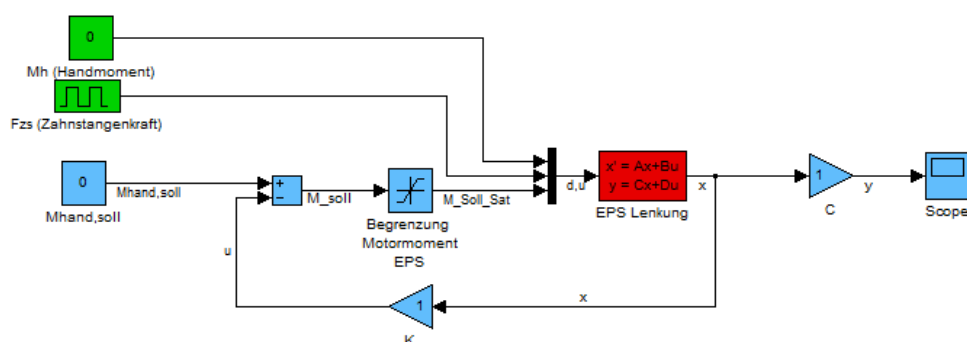 0
Mh (Handmoment)
Fzs (Zahnstangenkraft)
0
Mhand,soll
Mhand,soll
+
−
M_soll
Begrenzung
Motormoment
EPS
M_Soll_Sat
d,u
x' = Ax+Bu
y = Cx+Du
EPS Lenkung
x
1
C
y
Scope
u
1
K
x